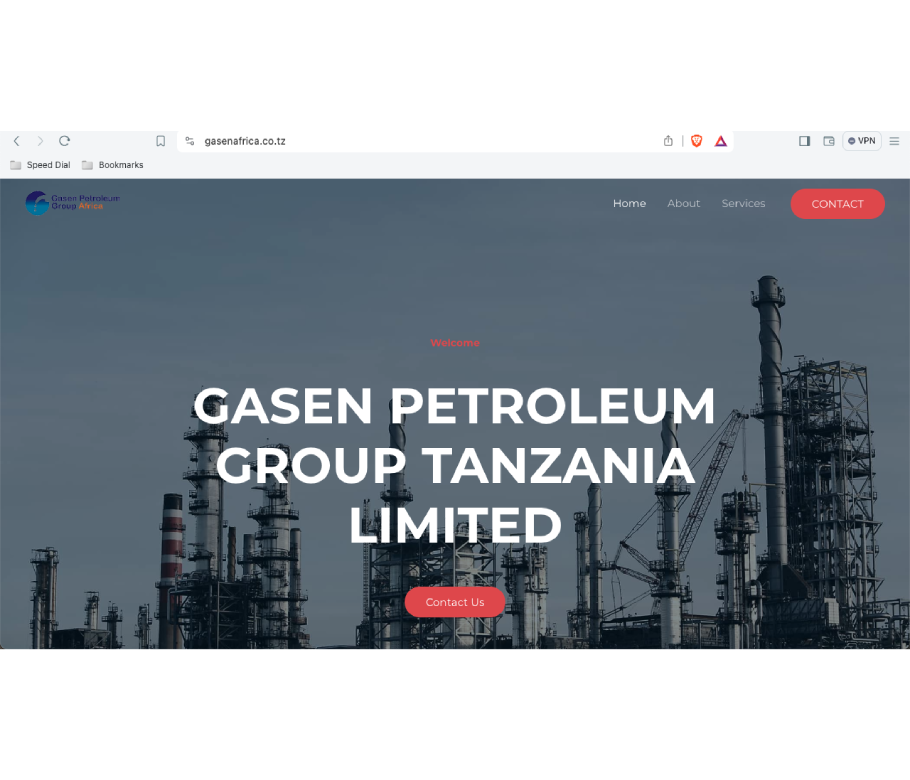 gasenafrica.co.tz
VPN
Speed Dial
Bookmarks
Gasen Petroleum
Group Africa
Home
About
Services
CONTACT
Welcome
GASEN PETROLEUM
GROUP TANZANIA
LIMITED
Contact Us